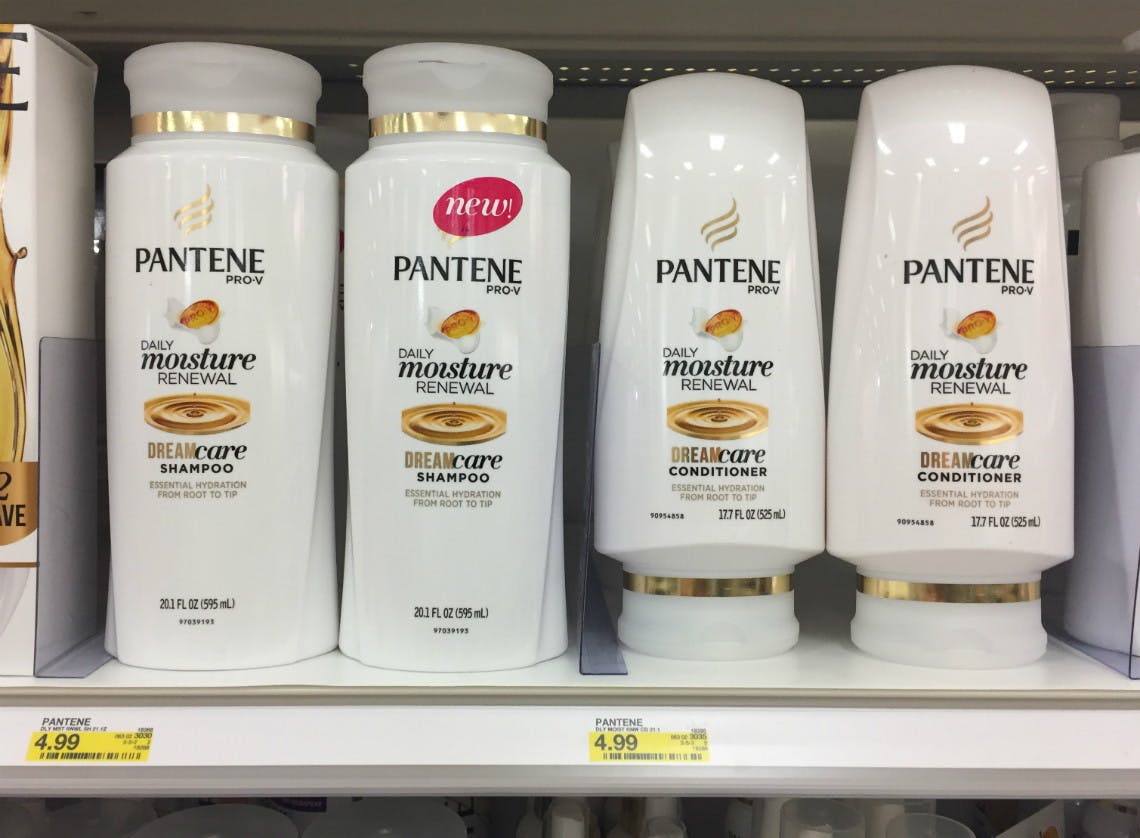 PANTENE
PRO-V
PRO-V
DAILY
moisture
RENEWAL
DREAMcare
SHAMPOO
ESSENTIAL HYDRATION
FROM ROOT TO TIP
20.1 FL OZ (595 mL)
97039193
new!
PANTENE
PRO-V
PRO-V
DAILY
moisture
RENEWAL
DREAMcare
SHAMPOO
ESSENTIAL HYDRATION
FROM ROOT TO TIP
20.1 FL OZ (595 mL)
97039193
PANTENE
PRO-V
PRO-V
DAILY
moisture
RENEWAL
DREAMcare
CONDITIONER
ESSENTIAL HYDRATION
FROM ROOT TO TIP
90954858 17.7 FL OZ (525 mL)
PANTENE
PRO-V
PRO-V
DAILY
moisture
RENEWAL
DREAMcare
CONDITIONER
ESSENTIAL HYDRATION
FROM ROOT TO TIP
90954858 17.7 FL OZ (525 mL)
PANTENE
4.99
PANTENE
4.99